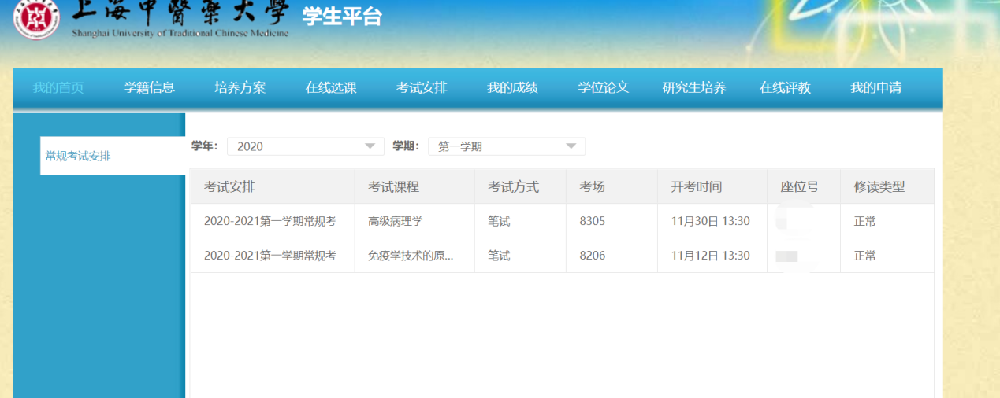 上海中醫藥大學 学生平台
Shanghai University of Traditional Chinese Medicine
我的首页 学籍信息 培养方案 在线选课 考试安排 我的成绩 学位论文 研究生培养 在线评教 我的申请
常规考试安排
学年: 2020 学期: 第一学期
考试安排 考试课程 考试方式 考场 开考时间 座位号 修读类型
2020-2021第一学期常规考 高级病理学 笔试 8305 11月30日 13:30 正常
2020-2021第一学期常规考 免疫学技术的原... 笔试 8206 11月12日 13:30 正常